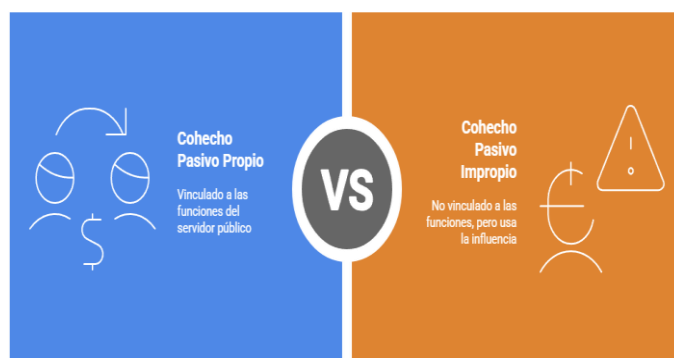 Cohecho
Pasivo Propio
Vinculado a las
funciones del
servidor público
VS
Cohecho
Pasivo
Impropio
No vinculado a las
funciones, pero usa
la influencia